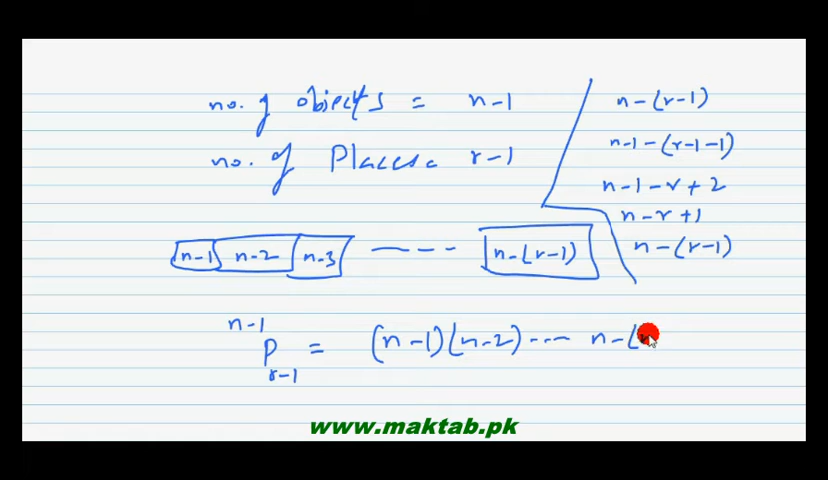 no. of objects = n-1
no. of Places = r-1
n-(r-1)
n-1-(r-1-1)
n-1-r+2
n-r+1
n-(r-1)
n-1 n-2 n-3 ---- n-(r-1)
n-1
P = (n-1)(n-2)---- n-(
r-1
www.maktab.pk